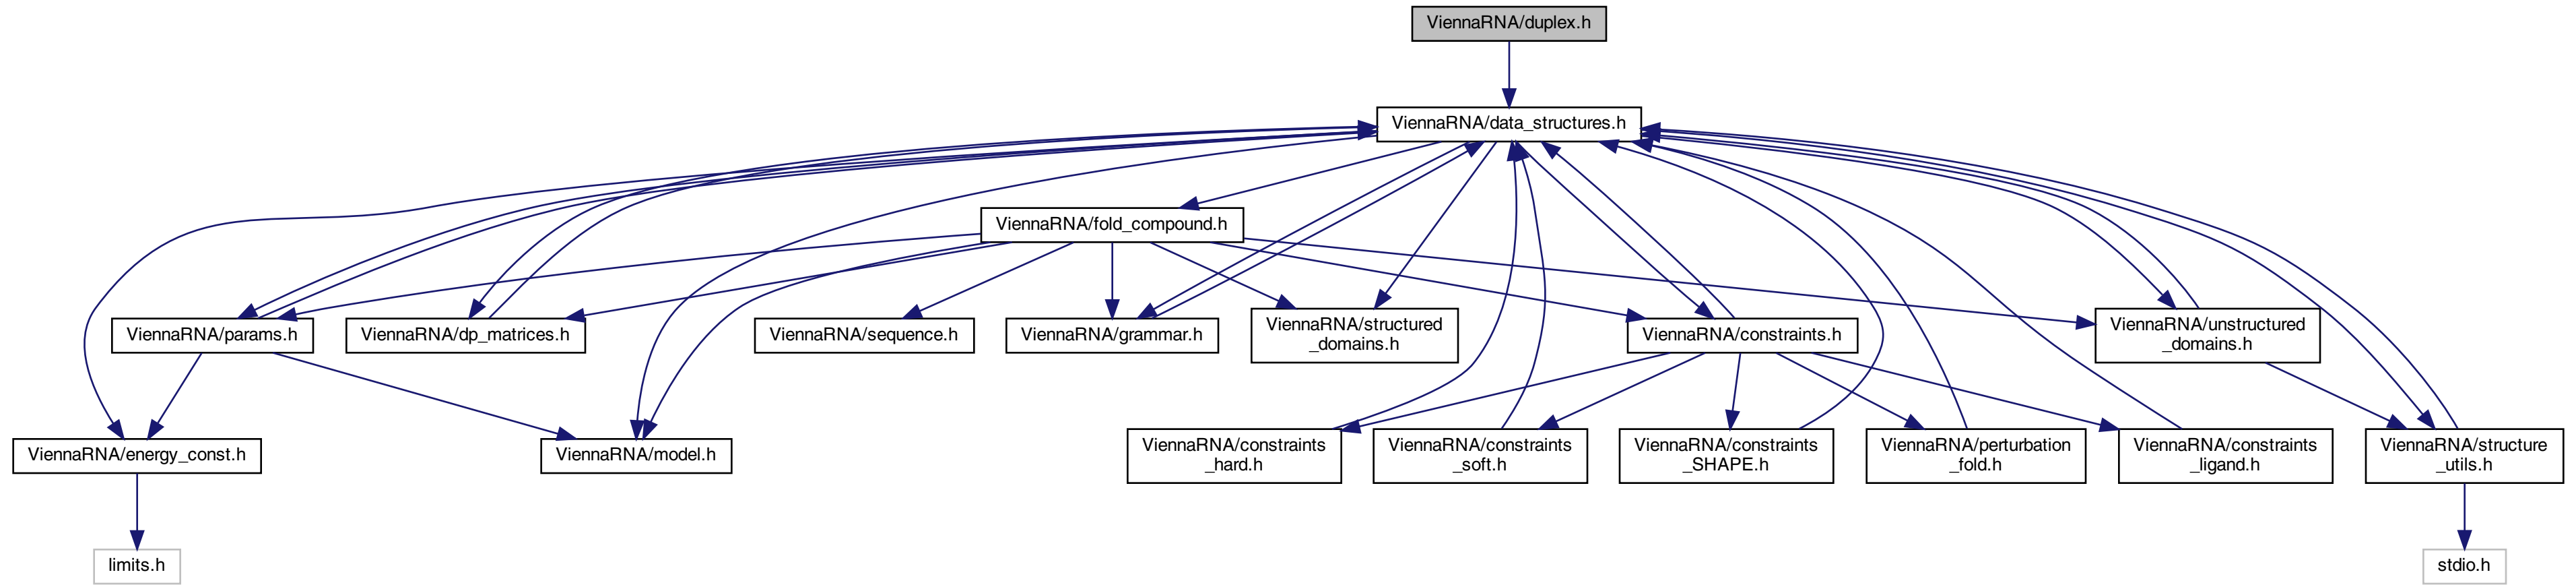 ViennaRNA/duplex.h
ViennaRNA/data_structures.h
ViennaRNA/fold_compound.h
ViennaRNA/params.h
ViennaRNA/dp_matrices.h
ViennaRNA/sequence.h
ViennaRNA/grammar.h
ViennaRNA/structured
_domains.h
ViennaRNA/constraints.h
ViennaRNA/unstructured
_domains.h
ViennaRNA/energy_const.h
ViennaRNA/model.h
ViennaRNA/constraints
_hard.h
ViennaRNA/constraints
_soft.h
ViennaRNA/constraints
_SHAPE.h
ViennaRNA/perturbation
_fold.h
ViennaRNA/constraints
_ligand.h
ViennaRNA/structure
_utils.h
limits.h
stdio.h